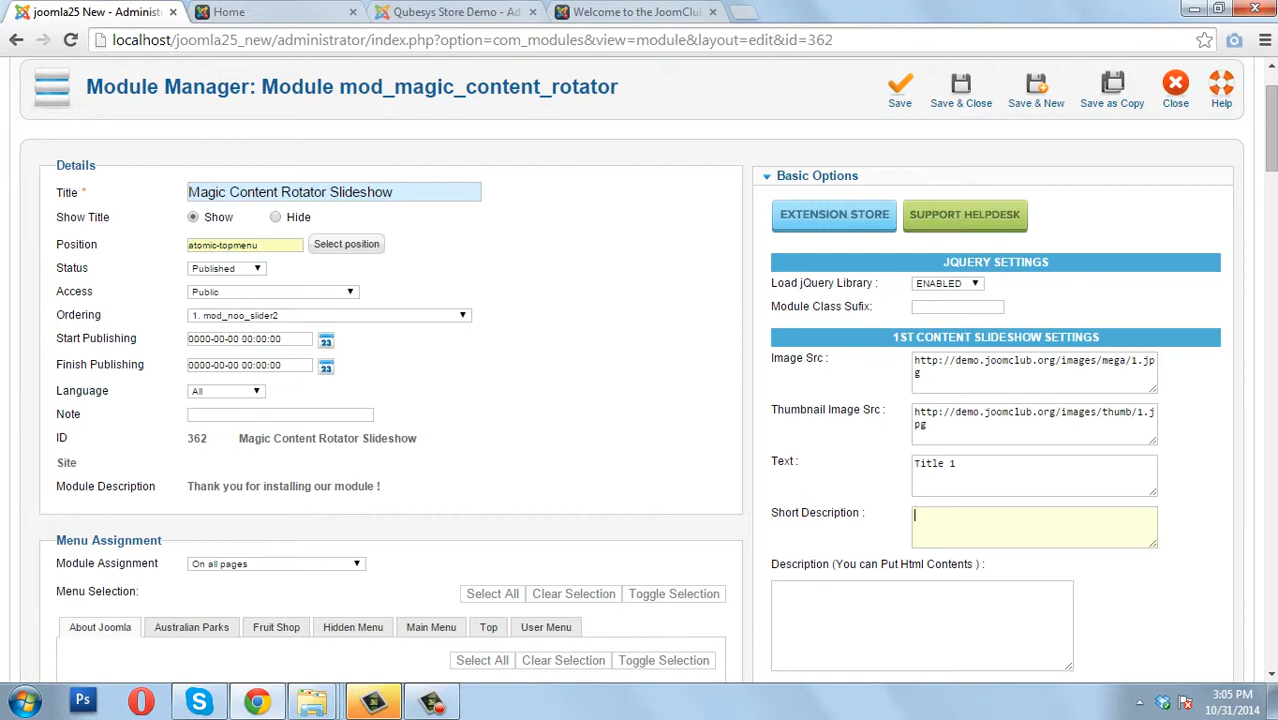 joomla25 New - Administ
Home
Qubesys Store Demo - Ad
Welcome to the JoomClub
localhost/joomla25_new/administrator/index.php?option=com_modules&view=module&layout=edit&id=362
Module Manager: Module mod_magic_content_rotator
Save
Save & Close
Save & New
Save as Copy
Close
Help
Details
Title *
Magic Content Rotator Slideshow
Show Title
Show
Hide
Position
atomic-topmenu
Select position
Status
Published
Access
Public
Ordering
1. mod_noo_slider2
Start Publishing
0000-00-00 00:00:00
23
Finish Publishing
0000-00-00 00:00:00
23
Language
All
Note
ID
362
Magic Content Rotator Slideshow
Site
Module Description
Thank you for installing our module !
Menu Assignment
Module Assignment
On all pages
Menu Selection:
Select All
Clear Selection
Toggle Selection
About Joomla
Australian Parks
Fruit Shop
Hidden Menu
Main Menu
Top
User Menu
Select All
Clear Selection
Toggle Selection
Basic Options
EXTENSION STORE
SUPPORT HELPDESK
JQUERY SETTINGS
Load jQuery Library :
ENABLED
Module Class Sufix:
1ST CONTENT SLIDESHOW SETTINGS
Image Src :
http://demo.joomclub.org/images/mega/1.jp
g
Thumbnail Image Src :
http://demo.joomclub.org/images/thumb/1.j
pg
Text :
Title 1
Short Description :
Description (You can Put Html Contents ) :
Ps
3:05 PM
10/31/2014